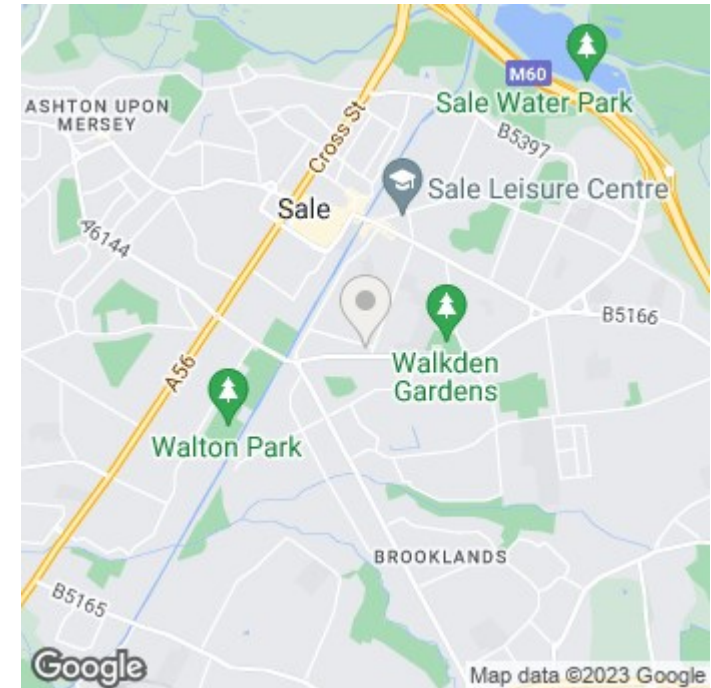 M60
Sale Water Park
ASHTON UPON
MERSEY
Cross St
B5397
Sale Leisure Centre
Sale
A6144
B5166
A56
Walkden
Gardens
Walton Park
BROOKLANDS
B5165
Google
Map data ©2023 Google